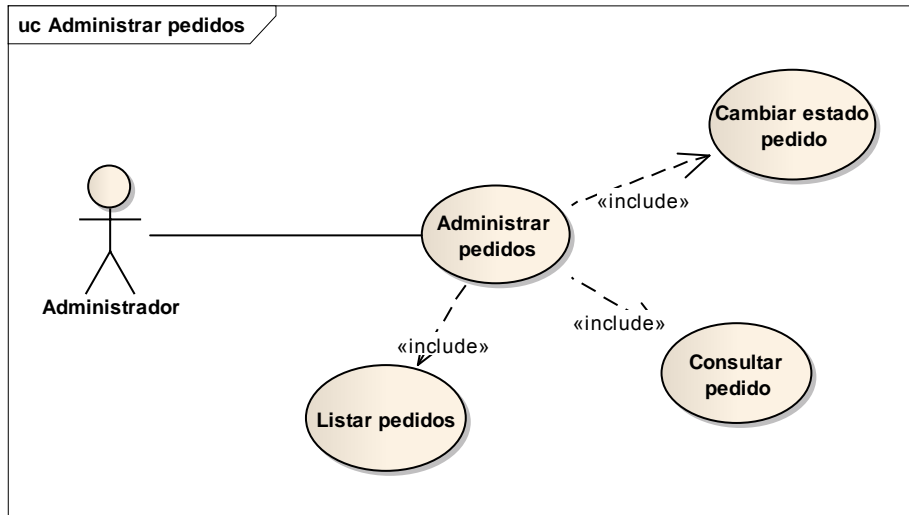 uc Administrar pedidos
Cambiar estado
pedido
«include»
Administrar
pedidos
Administrador
«include»
«include»
Consultar
pedido
Listar pedidos